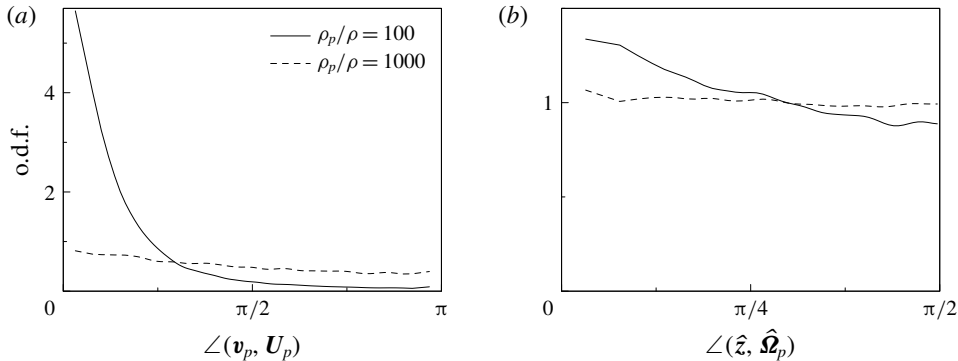 (a)
ρp/ρ = 100
ρp/ρ = 1000
4
2
o.d.f.
0
π/2
π
∠(vp, Up)
(b)
1
0
π/4
π/2
∠(ẑ, Ω̂p)